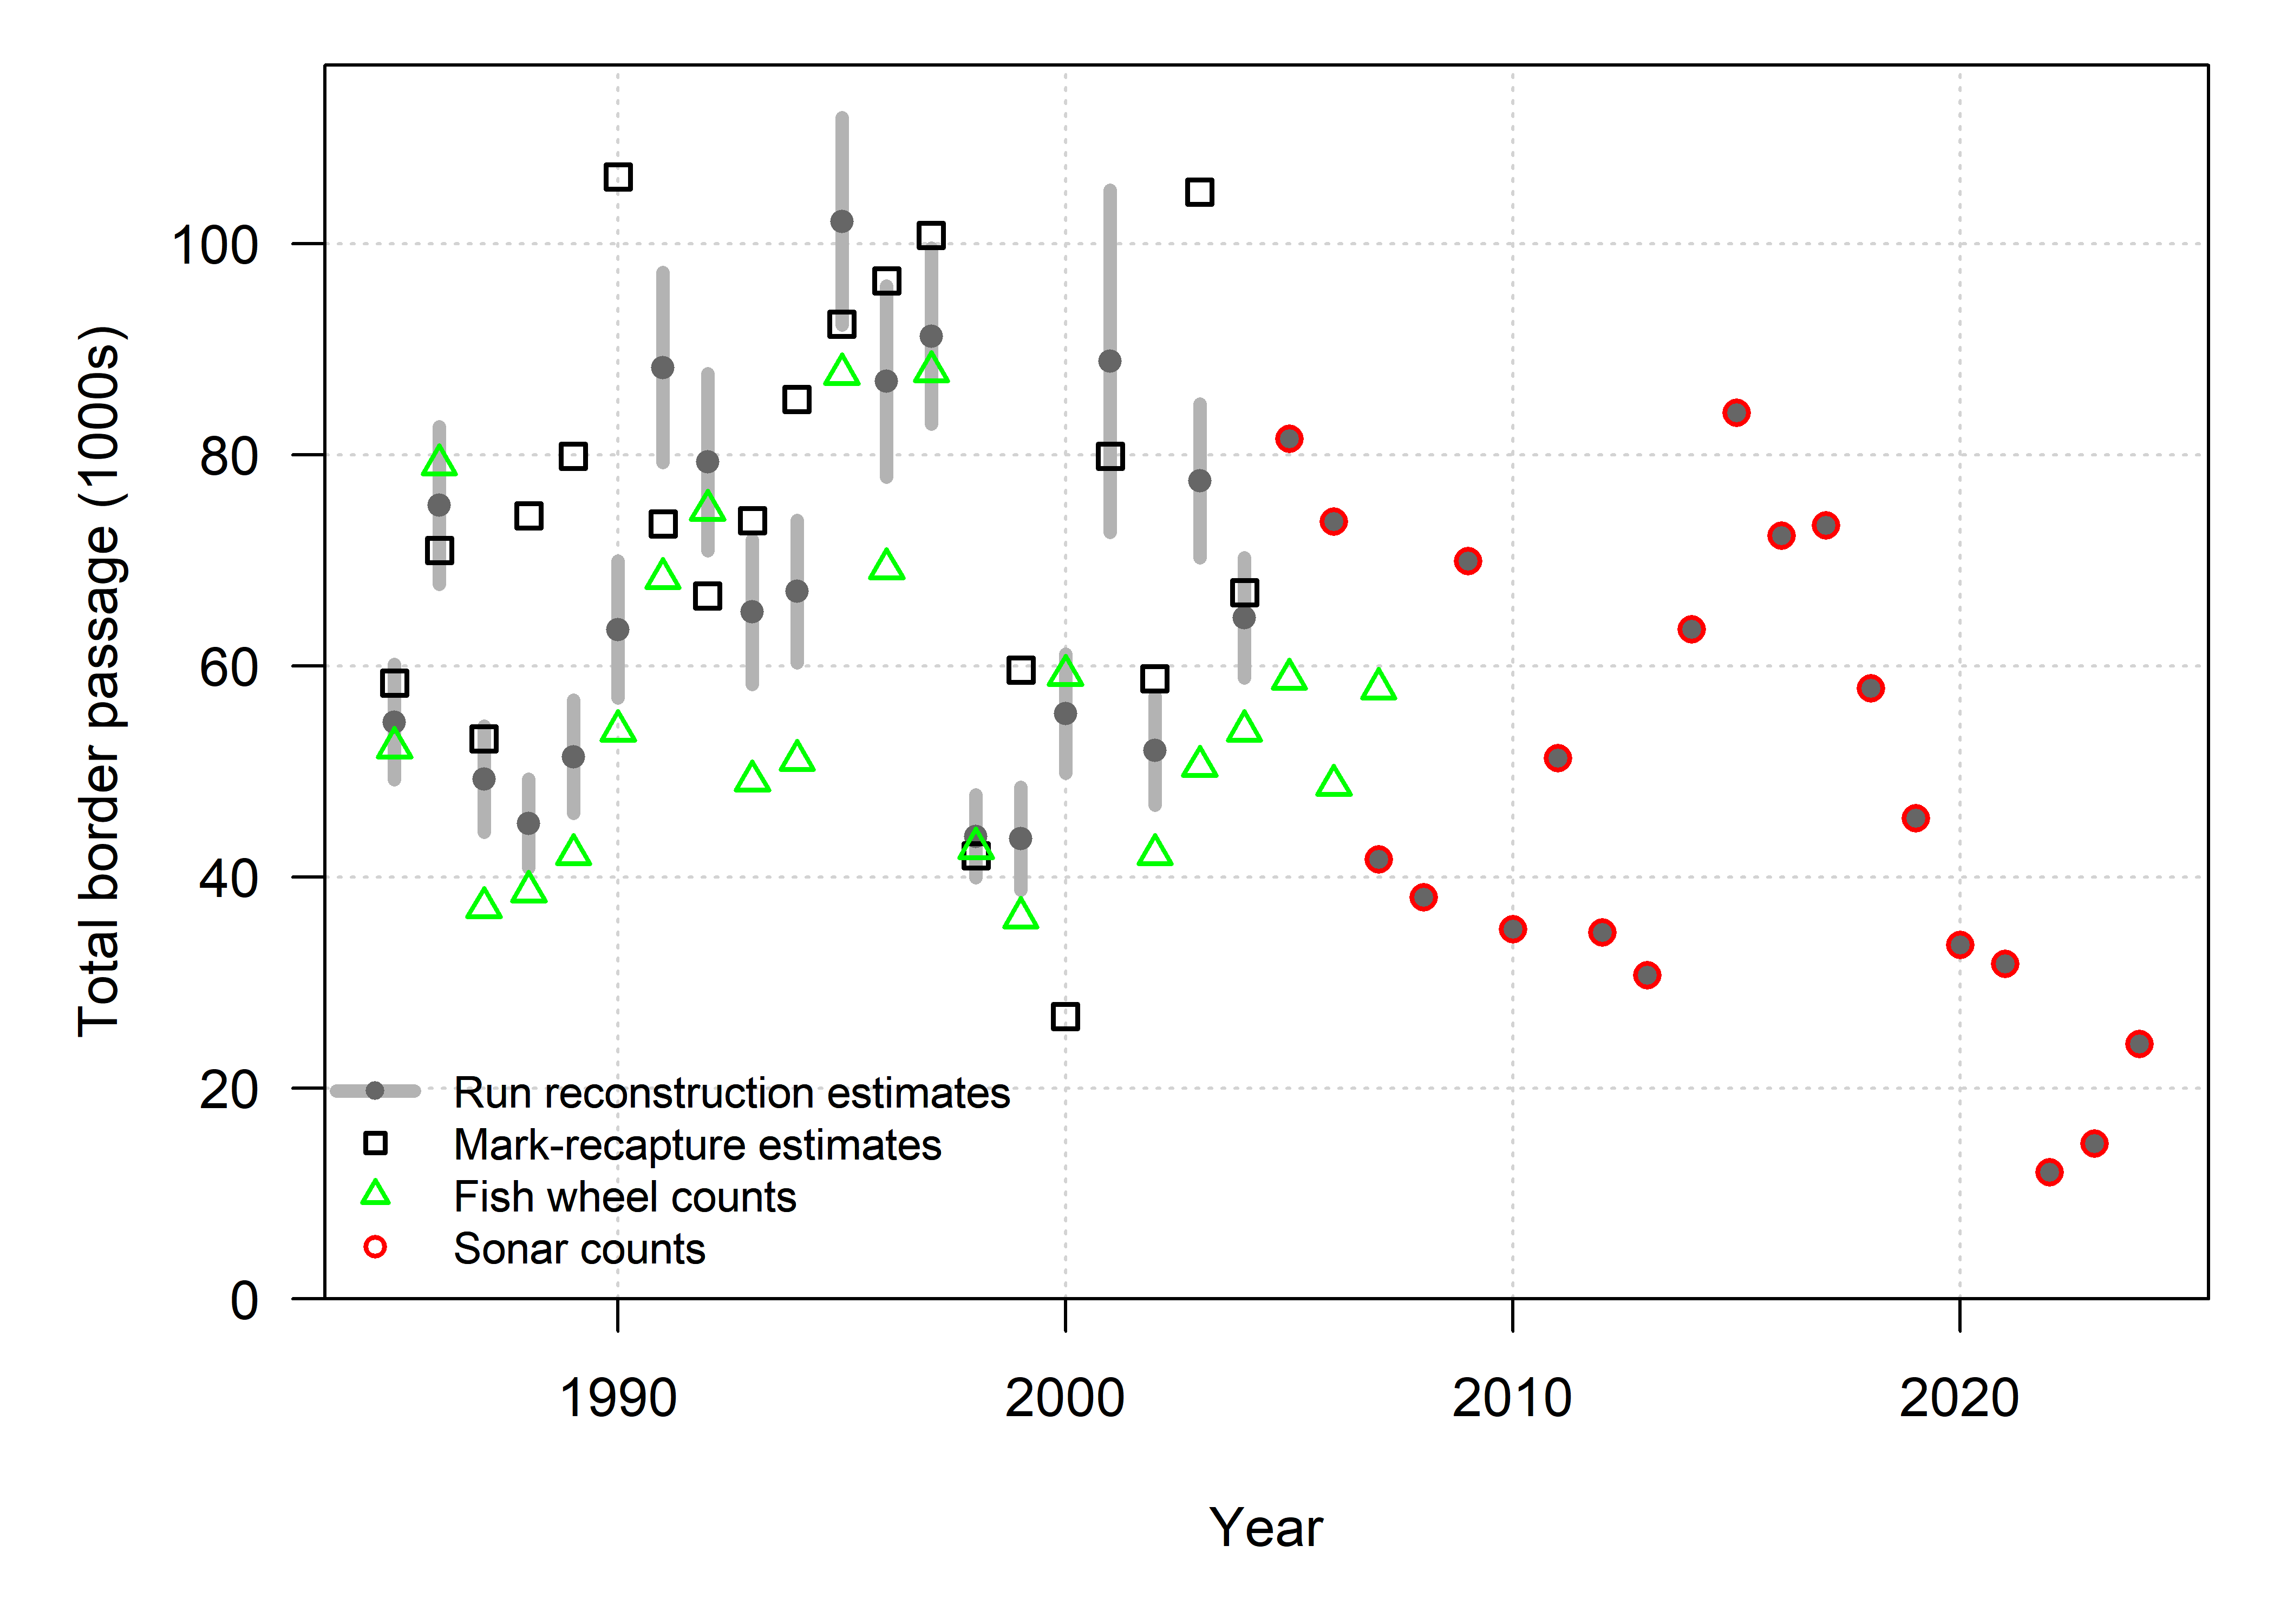 Total border passage (1000s)
100
80
60
40
20
0
Run reconstruction estimates
Mark-recapture estimates
Fish wheel counts
Sonar counts
1990 2000 2010 2020
Year